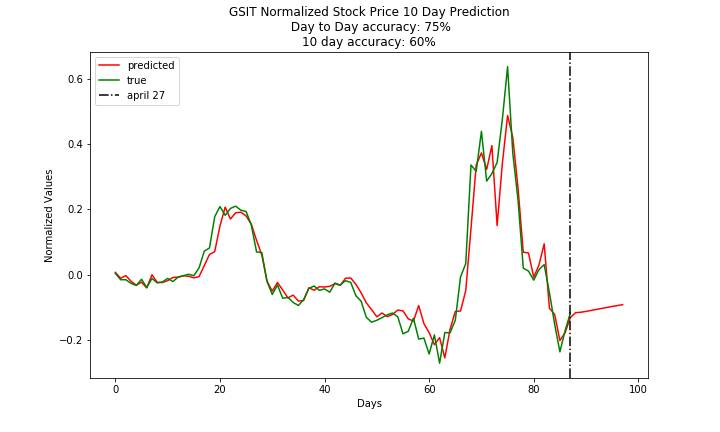 GSIT Normalized Stock Price 10 Day Prediction
Day to Day accuracy: 75%
10 day accuracy: 60%
predicted
true
april 27
Normalized Values
0.6
0.4
0.2
0.0
−0.2
0
20
40
60
80
100
Days